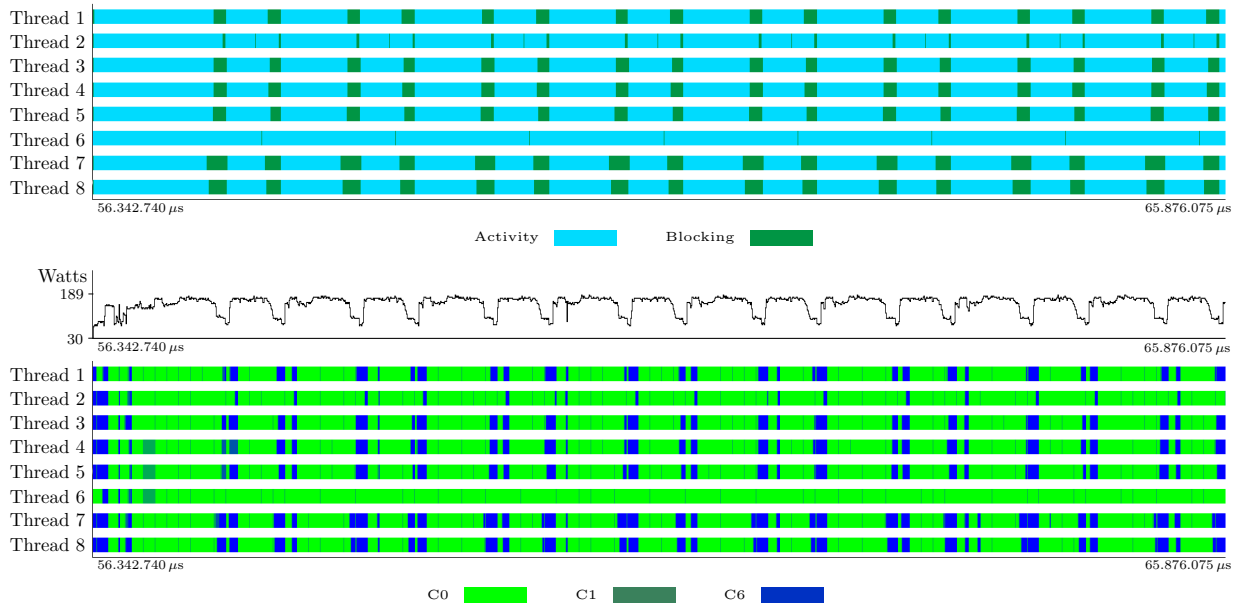 Thread 1
Thread 2
Thread 3
Thread 4
Thread 5
Thread 6
Thread 7
Thread 8
56.342.740 µs 65.876.075 µs
Activity Blocking
Watts
189
30
56.342.740 µs 65.876.075 µs
Thread 1
Thread 2
Thread 3
Thread 4
Thread 5
Thread 6
Thread 7
Thread 8
56.342.740 µs 65.876.075 µs
C0 C1 C6